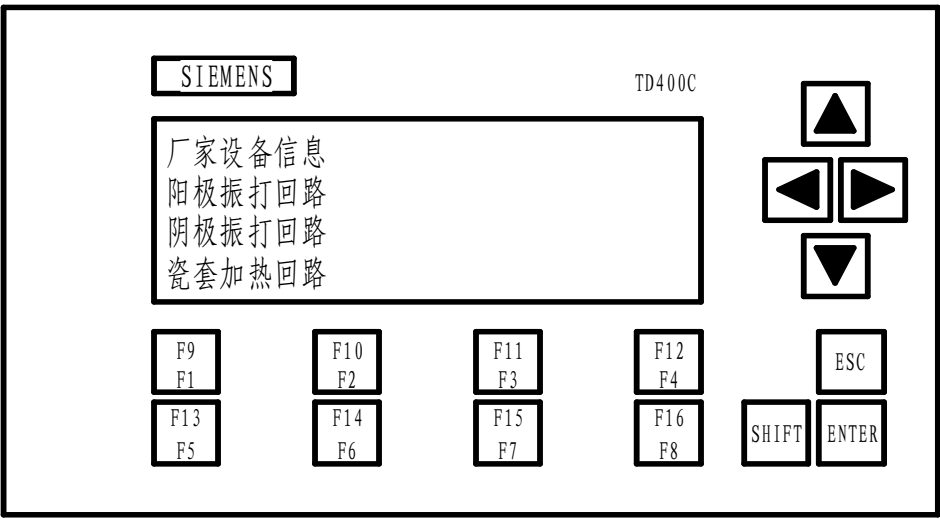 SIEMENS
TD400C
厂家设备信息
阳极振打回路
阴极振打回路
瓷套加热回路
F9 F10 F11 F12
F1 F2 F3 F4
ESC
F13 F14 F15 F16
F5 F6 F7 F8
SHIFT ENTER